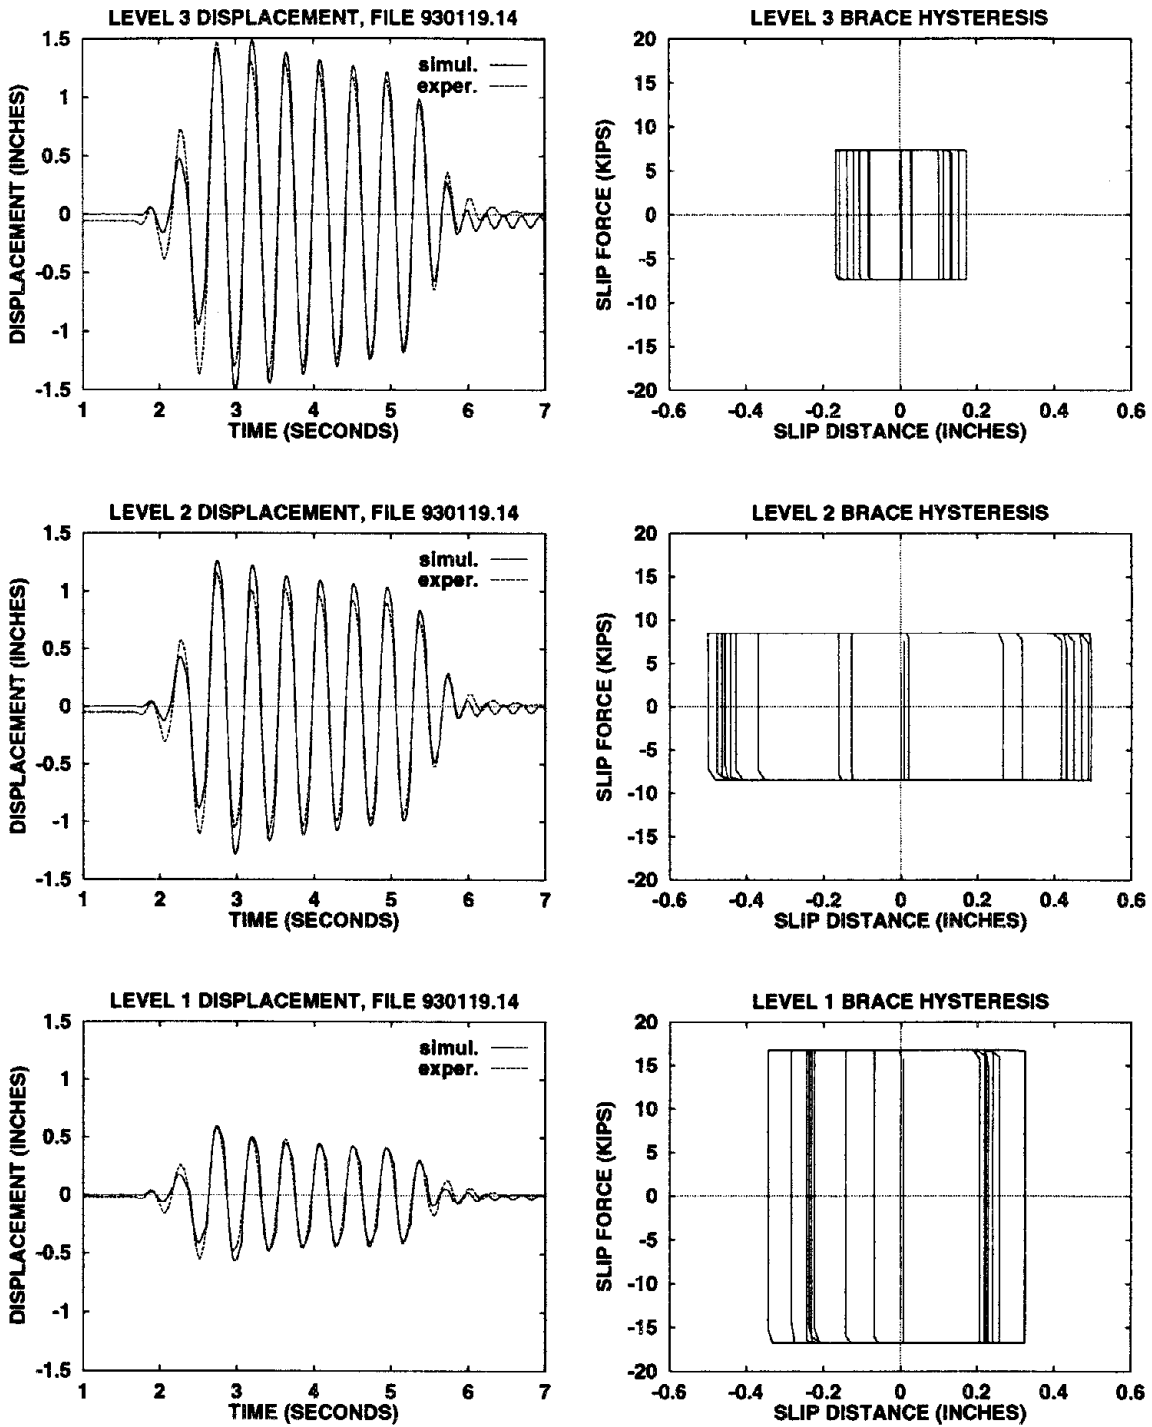 LEVEL 3 DISPLACEMENT, FILE 930119.14
DISPLACEMENT (INCHES)
1.5
1
0.5
0
-0.5
-1
-1.5
simul.
exper.
1 2 3 4 5 6 7
TIME (SECONDS)
LEVEL 3 BRACE HYSTERESIS
SLIP FORCE (KIPS)
20
15
10
5
0
-5
-10
-15
-20
-0.6 -0.4 -0.2 0 0.2 0.4 0.6
SLIP DISTANCE (INCHES)
LEVEL 2 DISPLACEMENT, FILE 930119.14
DISPLACEMENT (INCHES)
1.5
1
0.5
0
-0.5
-1
-1.5
simul.
exper.
1 2 3 4 5 6 7
TIME (SECONDS)
LEVEL 2 BRACE HYSTERESIS
SLIP FORCE (KIPS)
20
15
10
5
0
-5
-10
-15
-20
-0.6 -0.4 -0.2 0 0.2 0.4 0.6
SLIP DISTANCE (INCHES)
LEVEL 1 DISPLACEMENT, FILE 930119.14
DISPLACEMENT (INCHES)
1.5
1
0.5
0
-0.5
-1
-1.5
simul.
exper.
1 2 3 4 5 6 7
TIME (SECONDS)
LEVEL 1 BRACE HYSTERESIS
SLIP FORCE (KIPS)
20
15
10
5
0
-5
-10
-15
-20
-0.6 -0.4 -0.2 0 0.2 0.4 0.6
SLIP DISTANCE (INCHES)